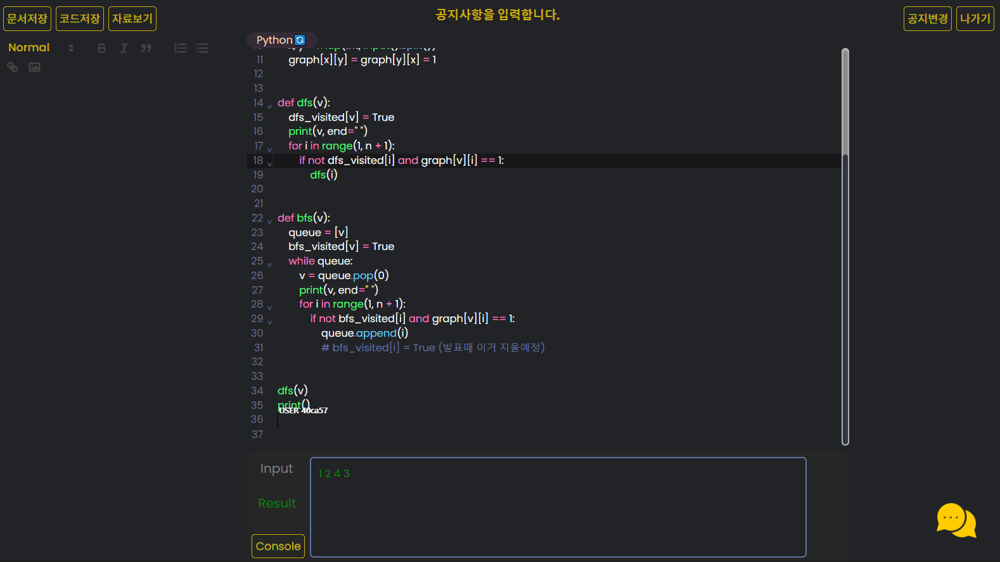 문서저장 코드저장 자료보기 공지사항을 입력합니다. 공지변경 나가기
Normal
Python
11 graph[x][y] = graph[y][x] = 1
12
13
14 def dfs(v):
15 dfs_visited[v] = True
16 print(v, end=" ")
17 for i in range(1, n + 1):
18 if not dfs_visited[i] and graph[v][i] == 1:
19 dfs(i)
20
21
22 def bfs(v):
23 queue = [v]
24 bfs_visited[v] = True
25 while queue:
26 v = queue.pop(0)
27 print(v, end=" ")
28 for i in range(1, n + 1):
29 if not bfs_visited[i] and graph[v][i] == 1:
30 queue.append(i)
31 # bfs_visited[i] = True (발표때 이거 지울예정)
32
33
34 dfs(v)
35 print()
USER 40ca57
36
37
Input
1 2 4 3
Result
Console